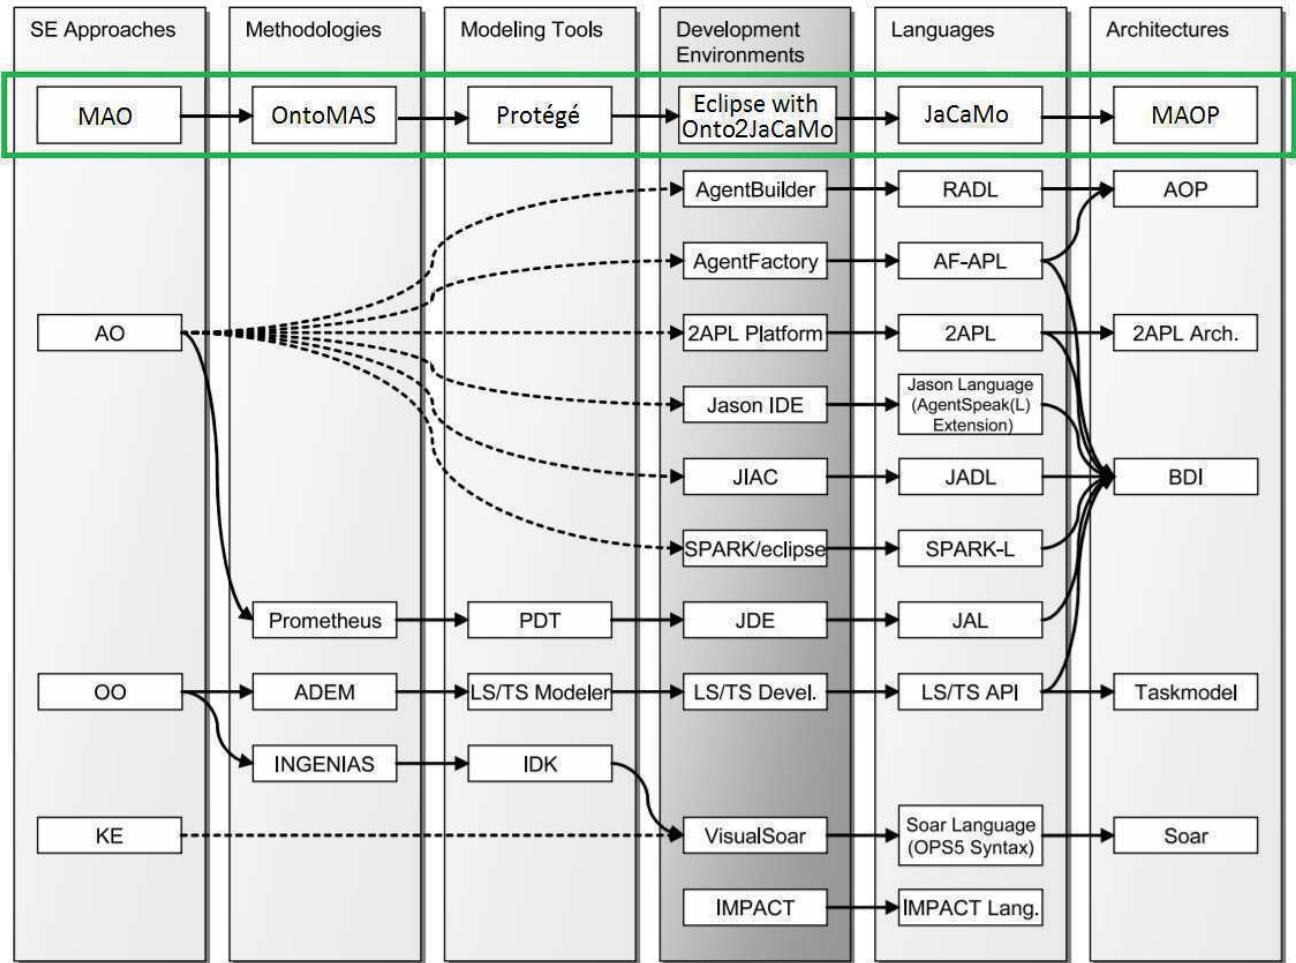 SE Approaches
Methodologies
Modeling Tools
Development
Environments
Languages
Architectures
MAO
OntoMAS
Protégé
Eclipse with
Onto2JaCaMo
JaCaMo
MAOP
AgentBuilder
RADL
AOP
AgentFactory
AF-APL
AO
2APL Platform
2APL
2APL Arch.
Jason IDE
Jason Language
(AgentSpeak(L)
Extension)
JIAC
JADL
BDI
SPARK/eclipse
SPARK-L
Prometheus
PDT
JDE
JAL
OO
ADEM
LS/TS Modeler
LS/TS Devel.
LS/TS API
Taskmodel
INGENIAS
IDK
KE
VisualSoar
Soar Language
(OPS5 Syntax)
Soar
IMPACT
IMPACT Lang.